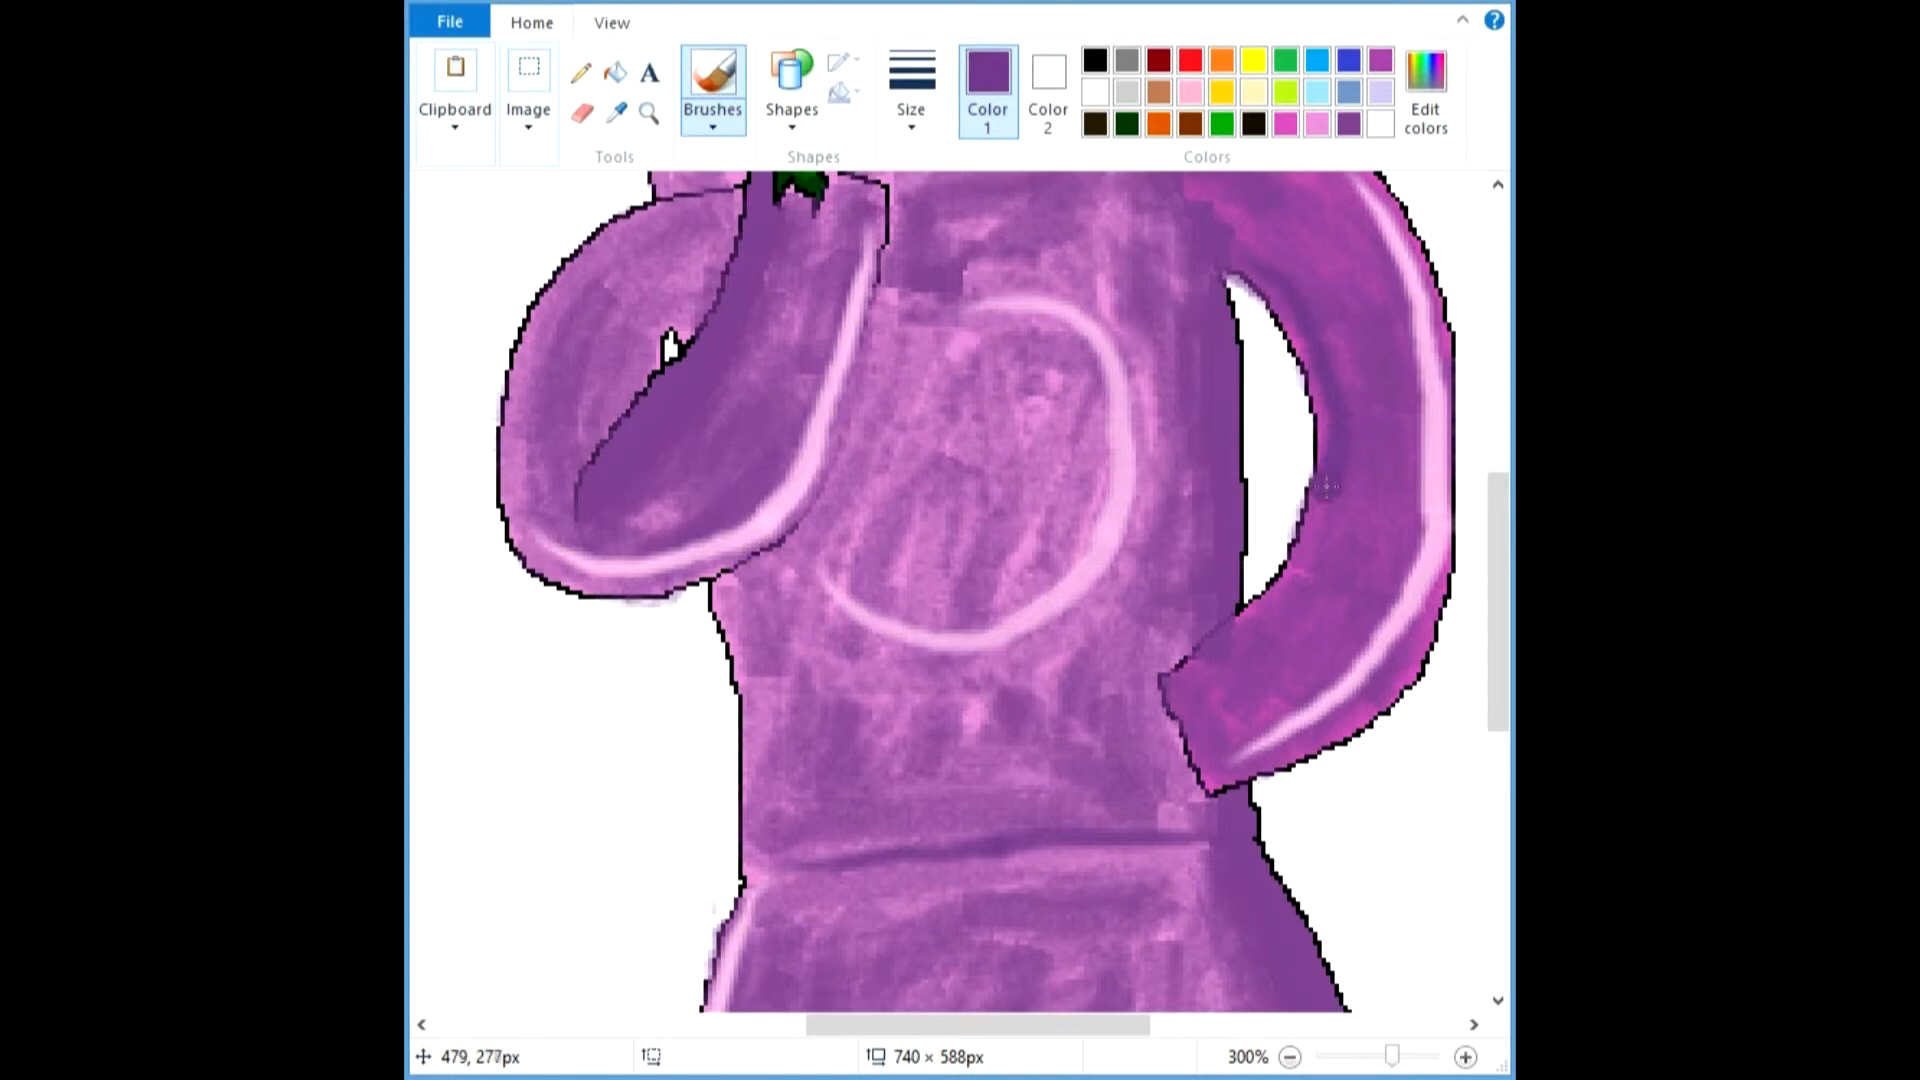 File Home View
?
A
Clipboard Image Brushes Shapes Size Color 1 Color 2 Edit colors
Tools Shapes Colors
479, 277px 740 × 588px 300%